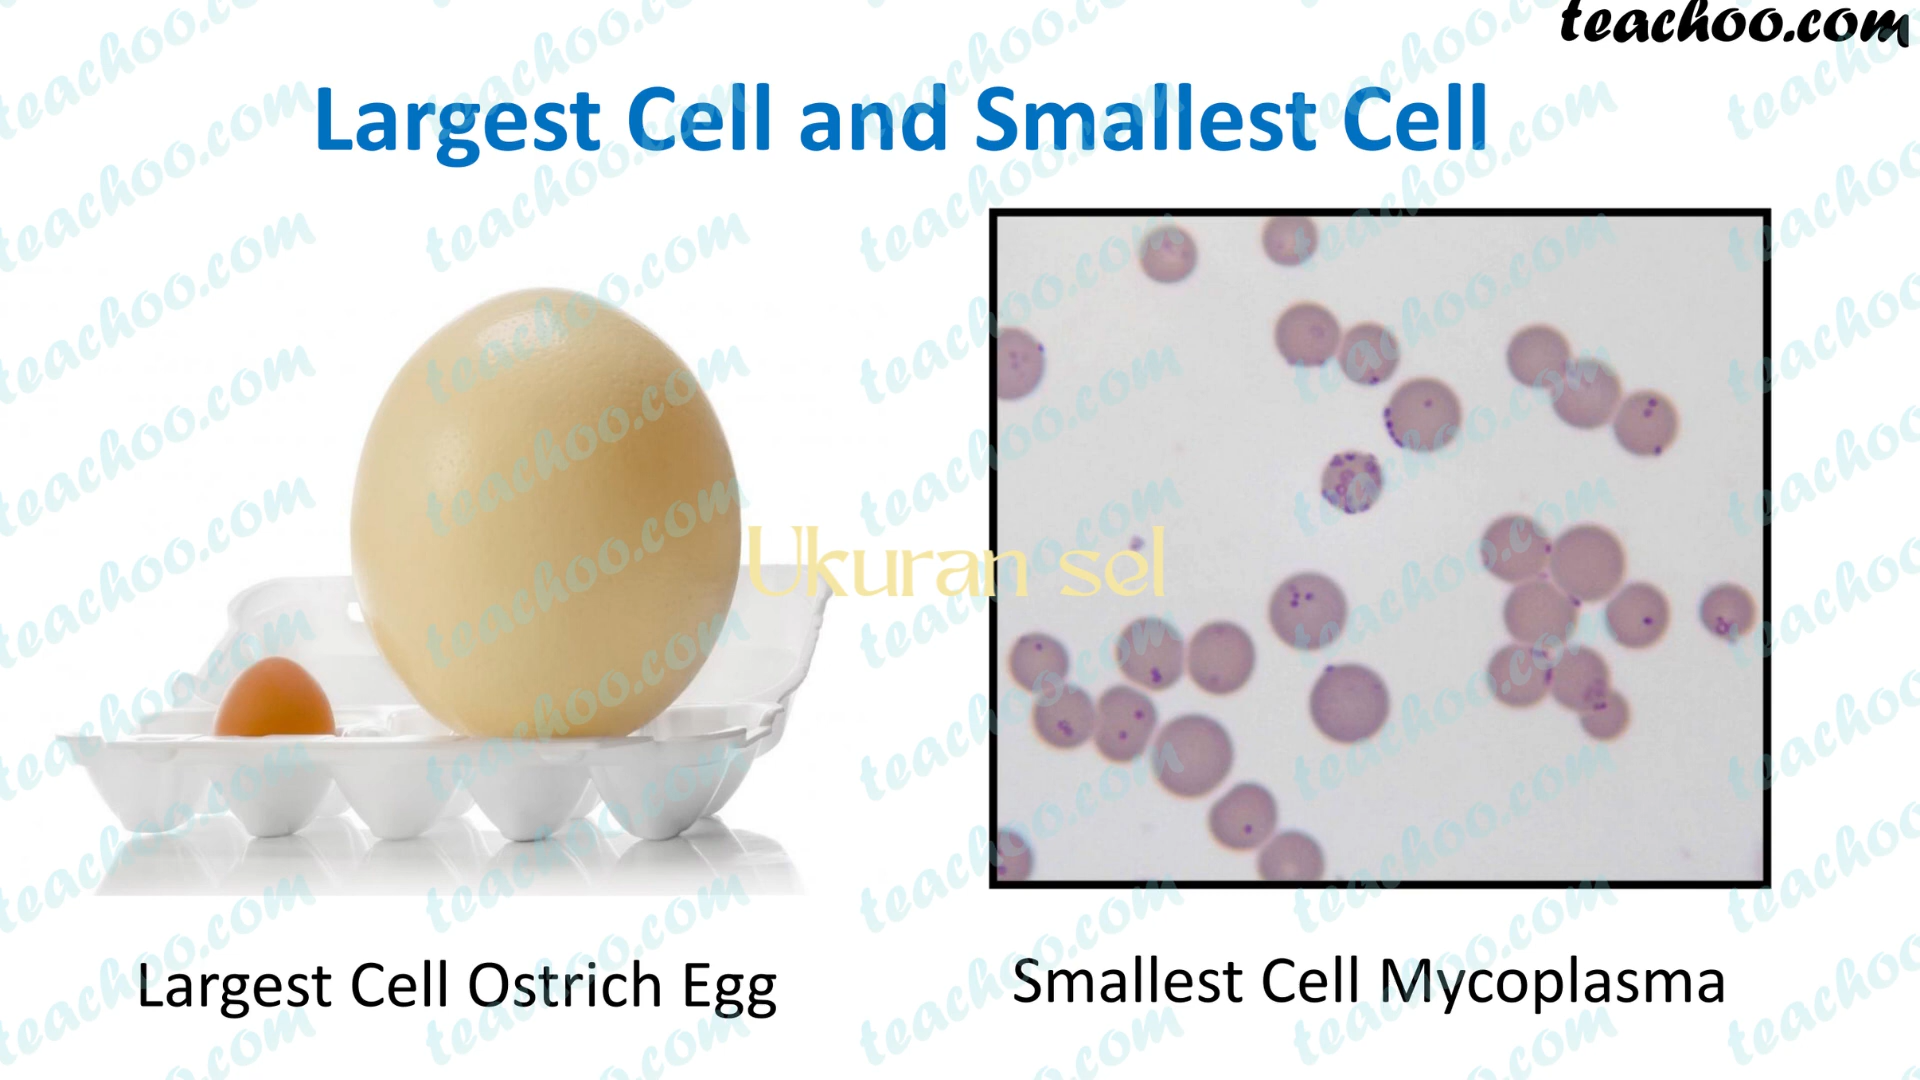 teachoo.com
Largest Cell and Smallest Cell
Ukuran sel
Largest Cell Ostrich Egg
Smallest Cell Mycoplasma